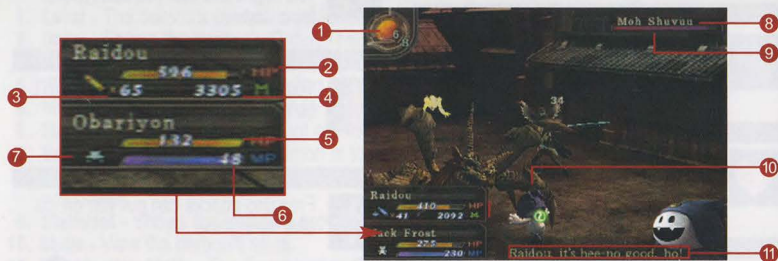 1
6
H
Moh Shuvuu
8
9
Raidou
596 HP
2
3
× 65 3305 M
4
Obariyon
132 HP
5
7
48 MP
6
34
10
Raidou
410 HP
× 41 2092 M
Jack Frost
275 HP
230 MP
Raidou, it's hee-no good, ho!
11